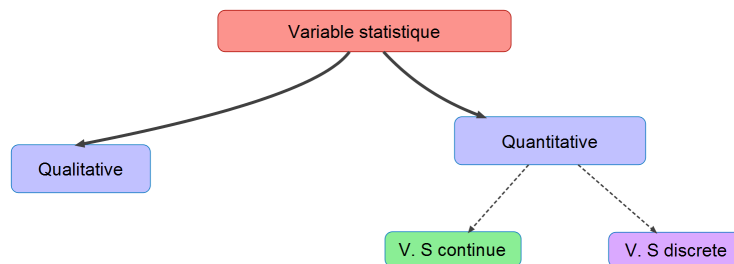 Variable statistique
Quantitative
Qualitative
V. S continue
V. S discrete